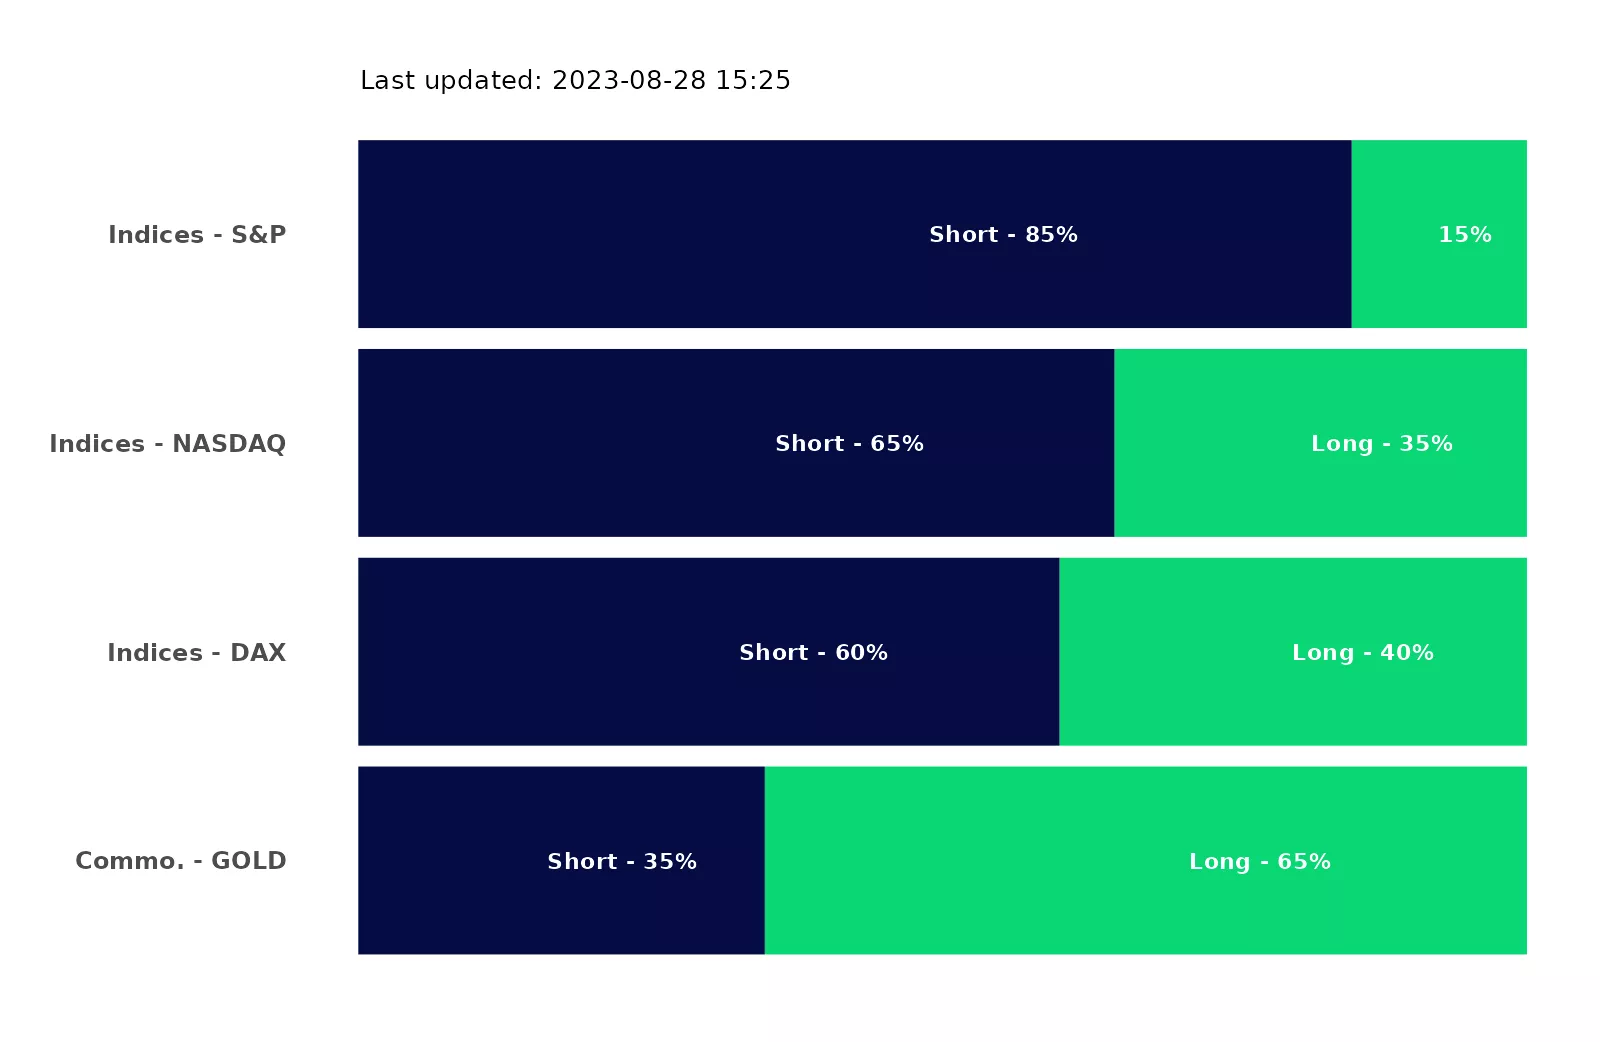 Last updated: 2023-08-28 15:25
Indices - S&P Short - 85% 15%
Indices - NASDAQ Short - 65% Long - 35%
Indices - DAX Short - 60% Long - 40%
Commo. - GOLD Short - 35% Long - 65%